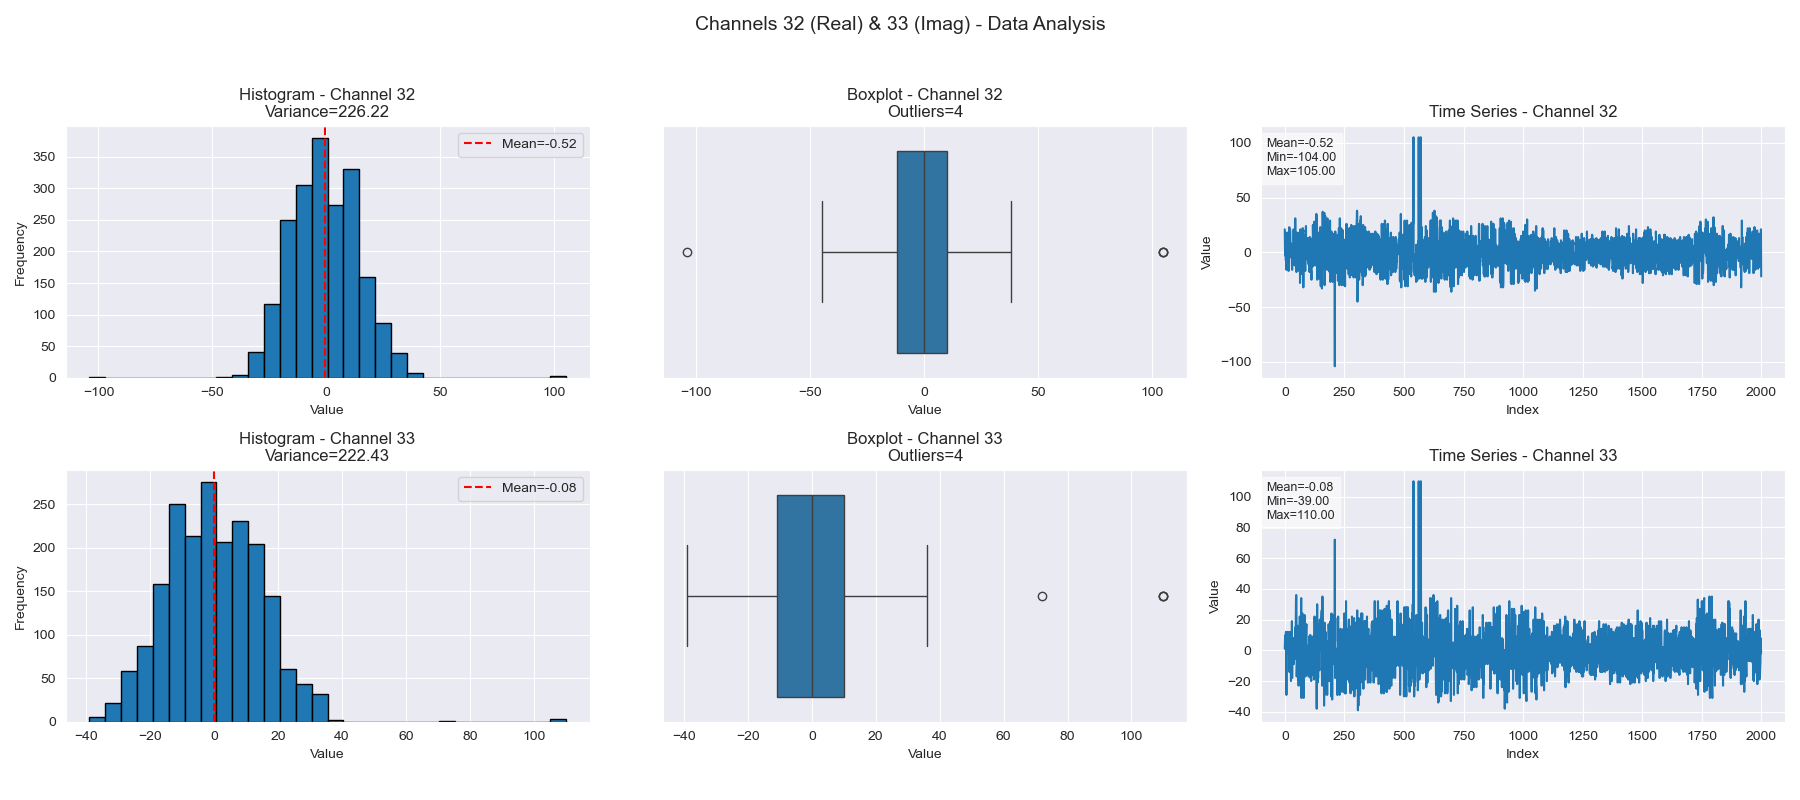 Channels 32 (Real) & 33 (Imag) - Data Analysis
Histogram - Channel 32
Variance=226.22
Mean=-0.52
Frequency
350
300
250
200
150
100
50
0
−100
−50
0
50
100
Value
Boxplot - Channel 32
Outliers=4
−100
−50
0
50
100
Value
Time Series - Channel 32
Mean=-0.52
Min=-104.00
Max=105.00
Value
100
50
0
−50
−100
0
250
500
750
1000
1250
1500
1750
2000
Index
Histogram - Channel 33
Variance=222.43
Mean=-0.08
Frequency
250
200
150
100
50
0
−40
−20
0
20
40
60
80
100
Value
Boxplot - Channel 33
Outliers=4
−40
−20
0
20
40
60
80
100
Value
Time Series - Channel 33
Mean=-0.08
Min=-39.00
Max=110.00
Value
100
80
60
40
20
0
−20
−40
0
250
500
750
1000
1250
1500
1750
2000
Index